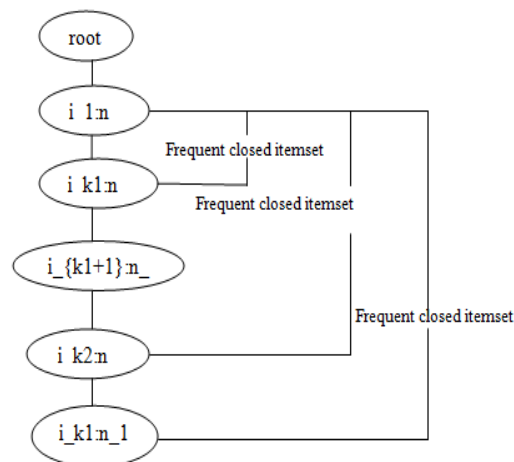 root
i 1:n
Frequent closed itemset
i k1:n
Frequent closed itemset
i_{k1+1}:n_
Frequent closed itemset
i k2:n
i_k1:n_1